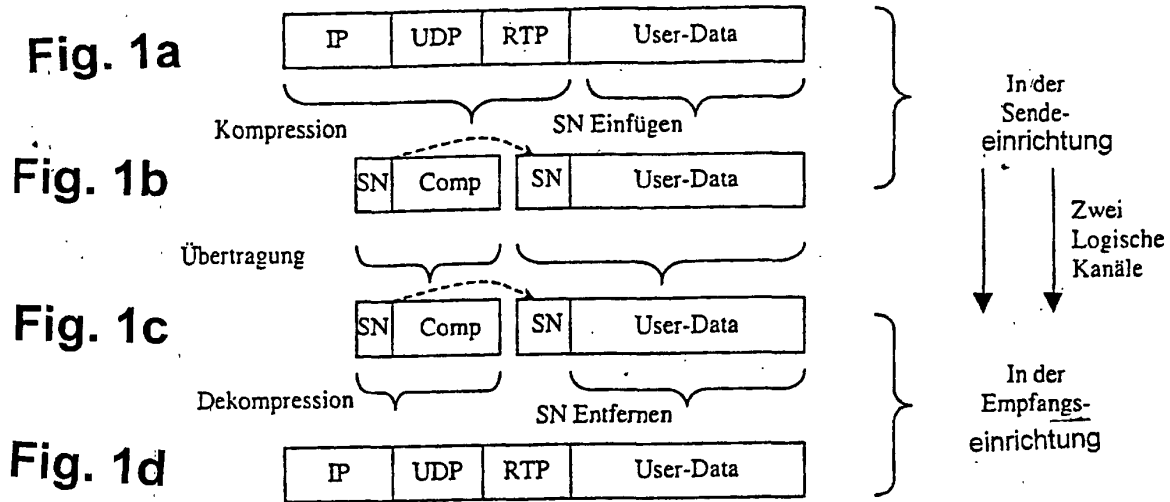 Fig. 1a
IP UDP RTP User-Data
Kompression
SN Einfügen
In der
Sende-
einrichtung
Fig. 1b
SN Comp SN User-Data
Übertragung
Zwei
Logische
Kanäle
Fig. 1c
SN Comp SN User-Data
Dekompression
SN Entfernen
In der
Empfangs-
einrichtung
Fig. 1d
IP UDP RTP User-Data